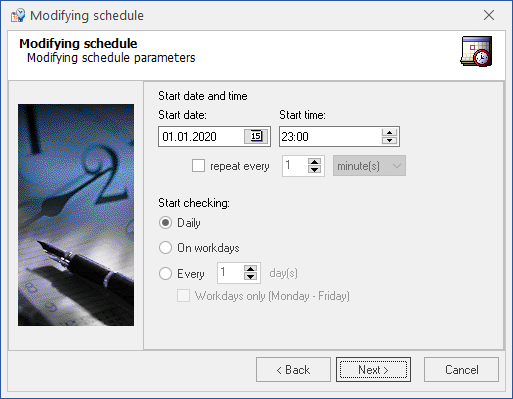 Modifying schedule
Modifying schedule
Modifying schedule parameters
Start date and time
Start date: Start time:
01.01.2020 15 23:00
repeat every 1 minute(s)
Start checking:
Daily
On workdays
Every 1 day(s)
Workdays only (Monday - Friday)
< Back Next > Cancel